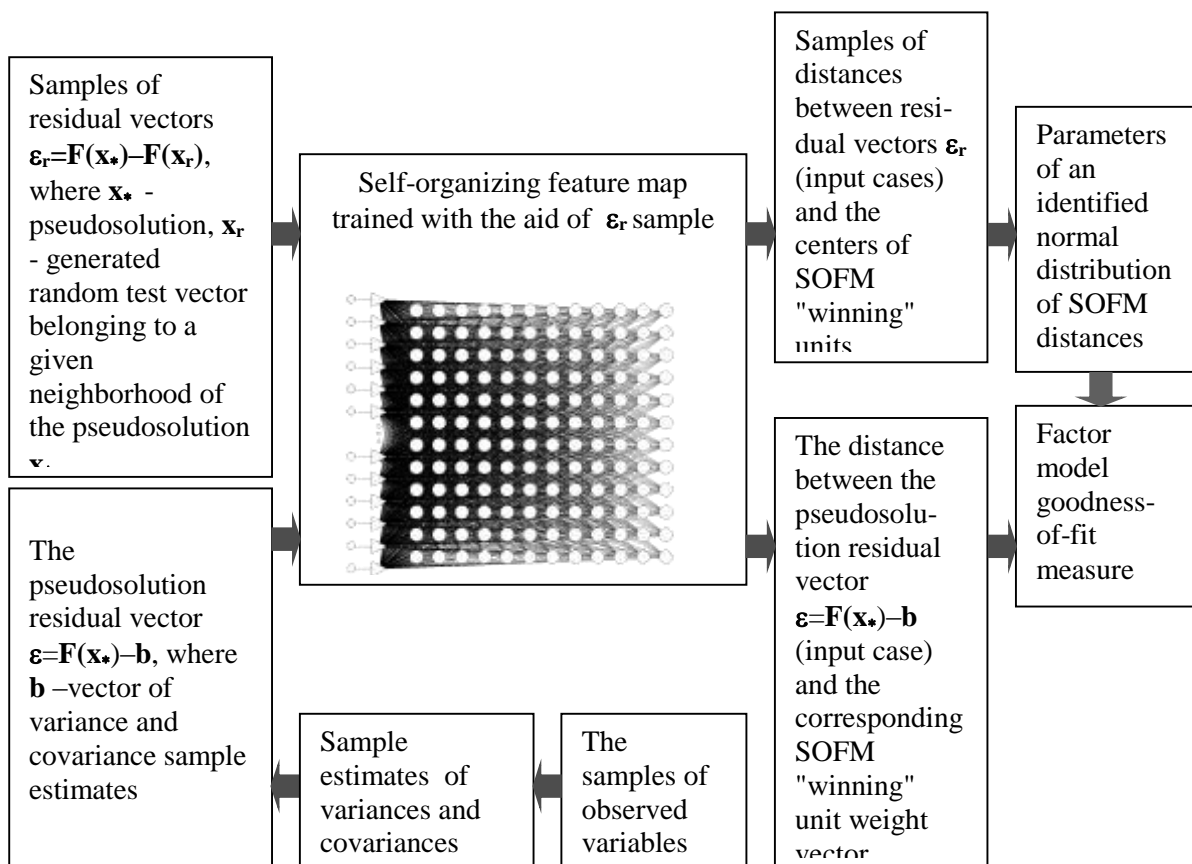 Samples of
residual vectors
εr=F(x*)–F(xr),
where x* -
pseudosolution, xr
- generated
random test vector
belonging to a
given
neighborhood of
the pseudosolution
The
pseudosolution
residual vector
ε=F(x*)–b, where
b –vector of
variance and
covariance sample
estimates
Self-organizing feature map
trained with the aid of εr sample
Sample
estimates of
variances and
covariances
The
samples of
observed
variables
Samples of
distances
between resi-
dual vectors εr
(input cases)
and the
centers of
SOFM
"winning"
units
The distance
between the
pseudosolu-
tion residual
vector
ε=F(x*)–b
(input case)
and the
corresponding
SOFM
"winning"
unit weight
vector
Parameters
of an
identified
normal
distribution
of SOFM
distances
Factor
model
goodness-
of-fit
measure